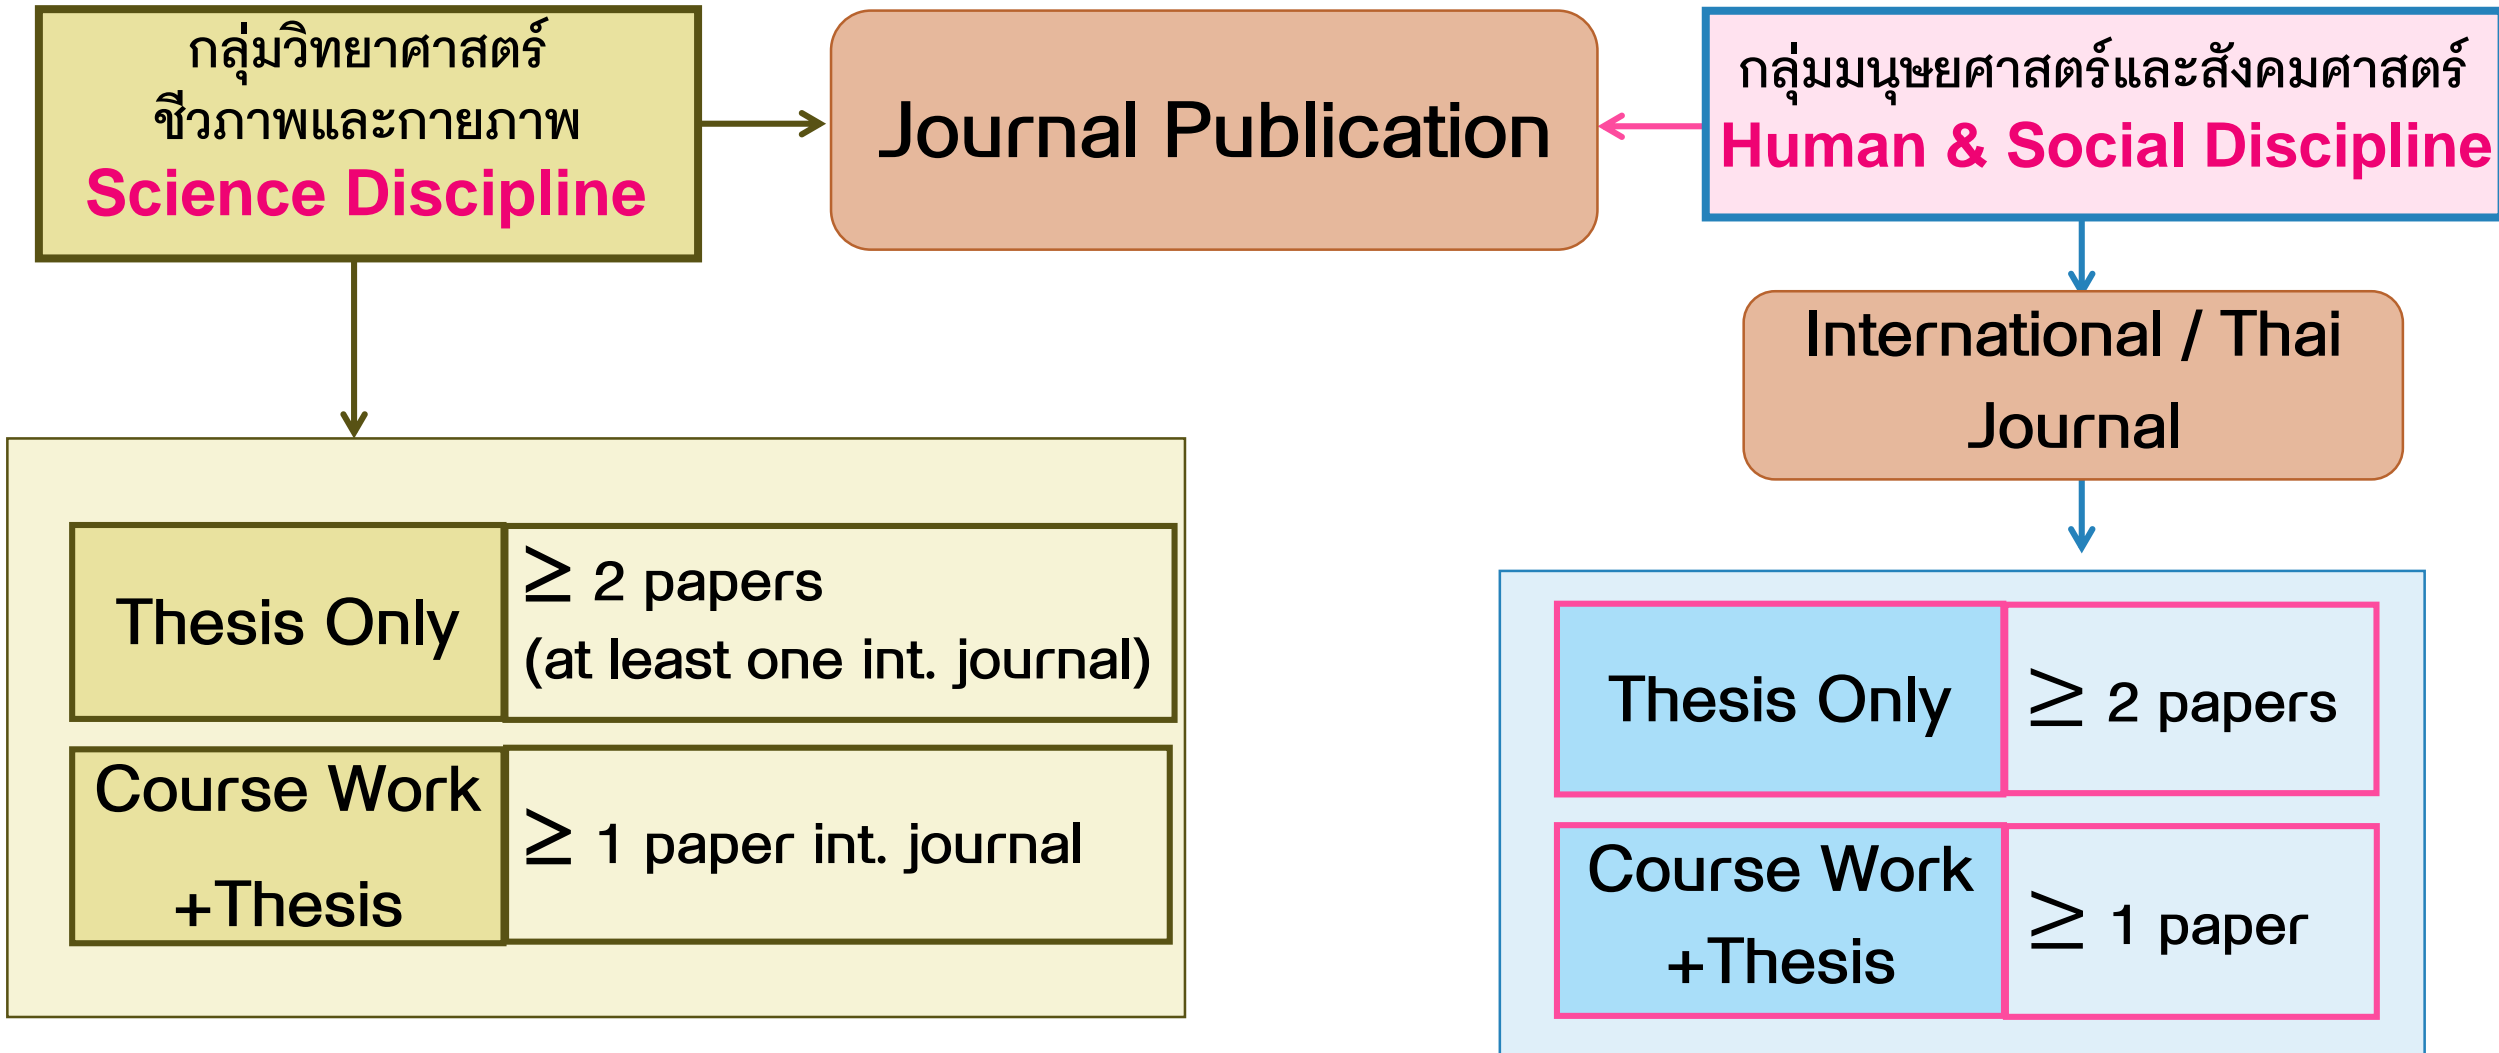 กลุ่มวิทยาศาสตร์
ชีวภาพและกายภาพ
Science Discipline
Journal Publication
กลุ่มมนุษยศาสตร์และสังคมศาสตร์
Human & Social Discipline
International / Thai
Journal
Thesis Only
≥ 2 papers
(at least one int. journal)
Course Work
+Thesis
≥ 1 paper int. journal
Thesis Only
≥ 2 papers
Course Work
+Thesis
≥ 1 paper